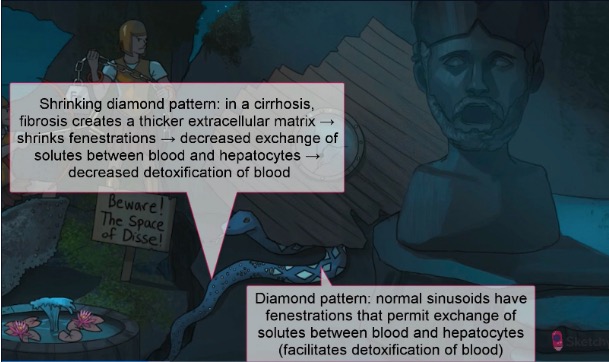 Shrinking diamond pattern: in a cirrhosis,
fibrosis creates a thicker extracellular matrix →
shrinks fenestrations → decreased exchange of
solutes between blood and hepatocytes →
decreased detoxification of blood
Beware!
The Space
of Disse!
Diamond pattern: normal sinusoids have
fenestrations that permit exchange of
solutes between blood and hepatocytes
(facilitates detoxification of blood)
Sketch